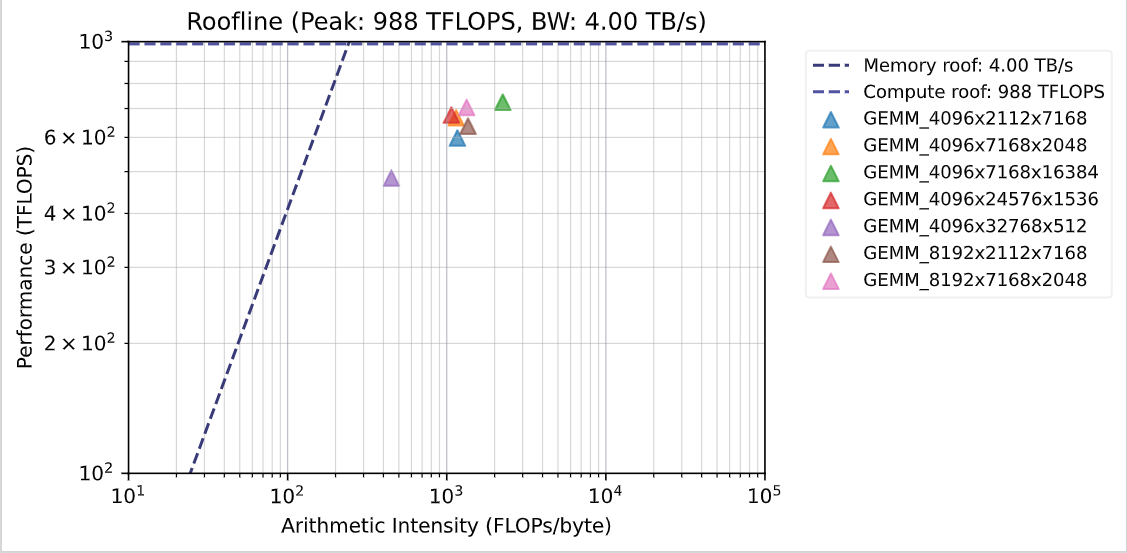 Roofline (Peak: 988 TFLOPS, BW: 4.00 TB/s)
10³
6 × 10²
4 × 10²
3 × 10²
2 × 10²
10²
Performance (TFLOPS)
10¹ 10² 10³ 10⁴ 10⁵
Arithmetic Intensity (FLOPs/byte)
Memory roof: 4.00 TB/s
Compute roof: 988 TFLOPS
GEMM_4096x2112x7168
GEMM_4096x7168x2048
GEMM_4096x7168x16384
GEMM_4096x24576x1536
GEMM_4096x32768x512
GEMM_8192x2112x7168
GEMM_8192x7168x2048